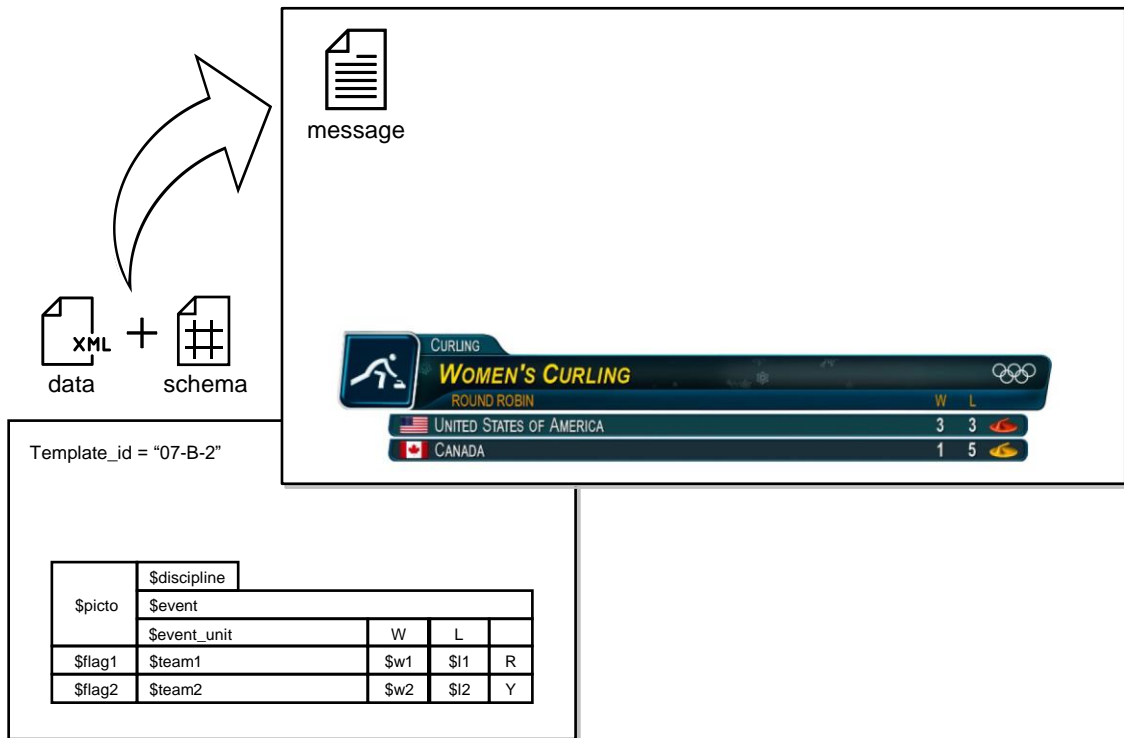 message
XML
+
data
schema
CURLING
WOMEN'S CURLING
ROUND ROBIN W L
UNITED STATES OF AMERICA 3 3
CANADA 1 5
Template_id = “07-B-2”
$discipline
$picto $event
$event_unit W L
$flag1 $team1 $w1 $l1 R
$flag2 $team2 $w2 $l2 Y